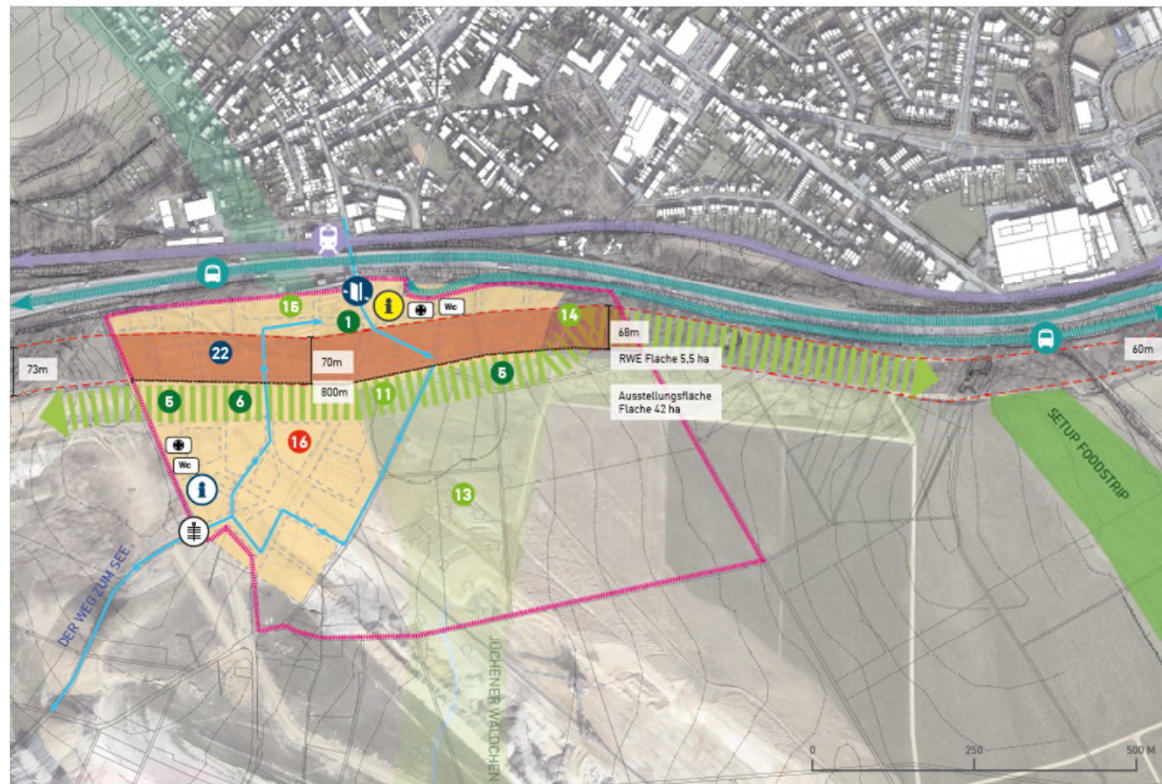 15
1
i
Wc
14
22
68m
70m
73m
60m
RWE Fläche 5,5 ha
800m
11
5
5
6
Ausstellungsfläche
Fläche 42 ha
16
Wc
i
13
SETUP FOODSTRIP
DER WEG ZUM SEE
JÜCHENER WÄLDCHEN
0
250
500 M